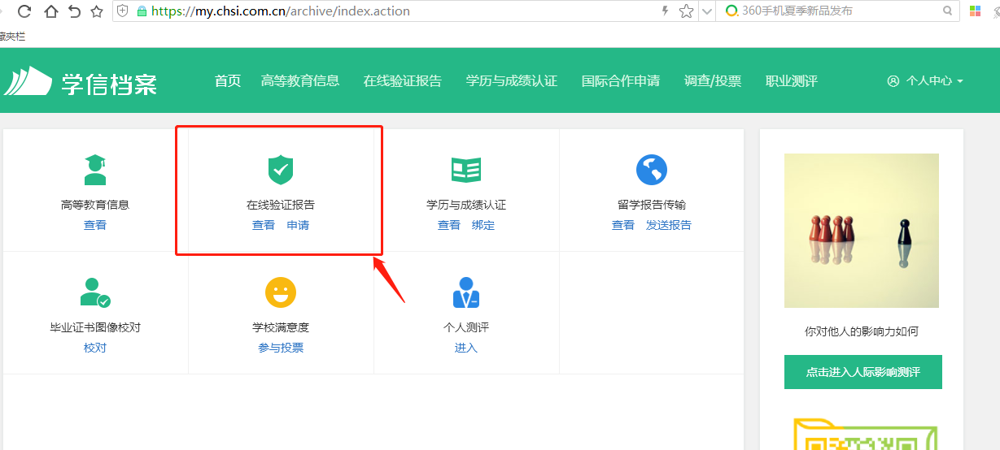 https://my.chsi.com.cn/archive/index.action
360手机夏季新品发布
藏夹栏
学信档案
首页 高等教育信息 在线验证报告 学历与成绩认证 国际合作申请 调查/投票 职业测评 个人中心
高等教育信息
查看
在线验证报告
查看 申请
学历与成绩认证
查看 绑定
留学报告传输
查看 发送报告
毕业证书图像校对
校对
学校满意度
参与投票
个人测评
进入
你对他人的影响力如何
点击进入人际影响测评